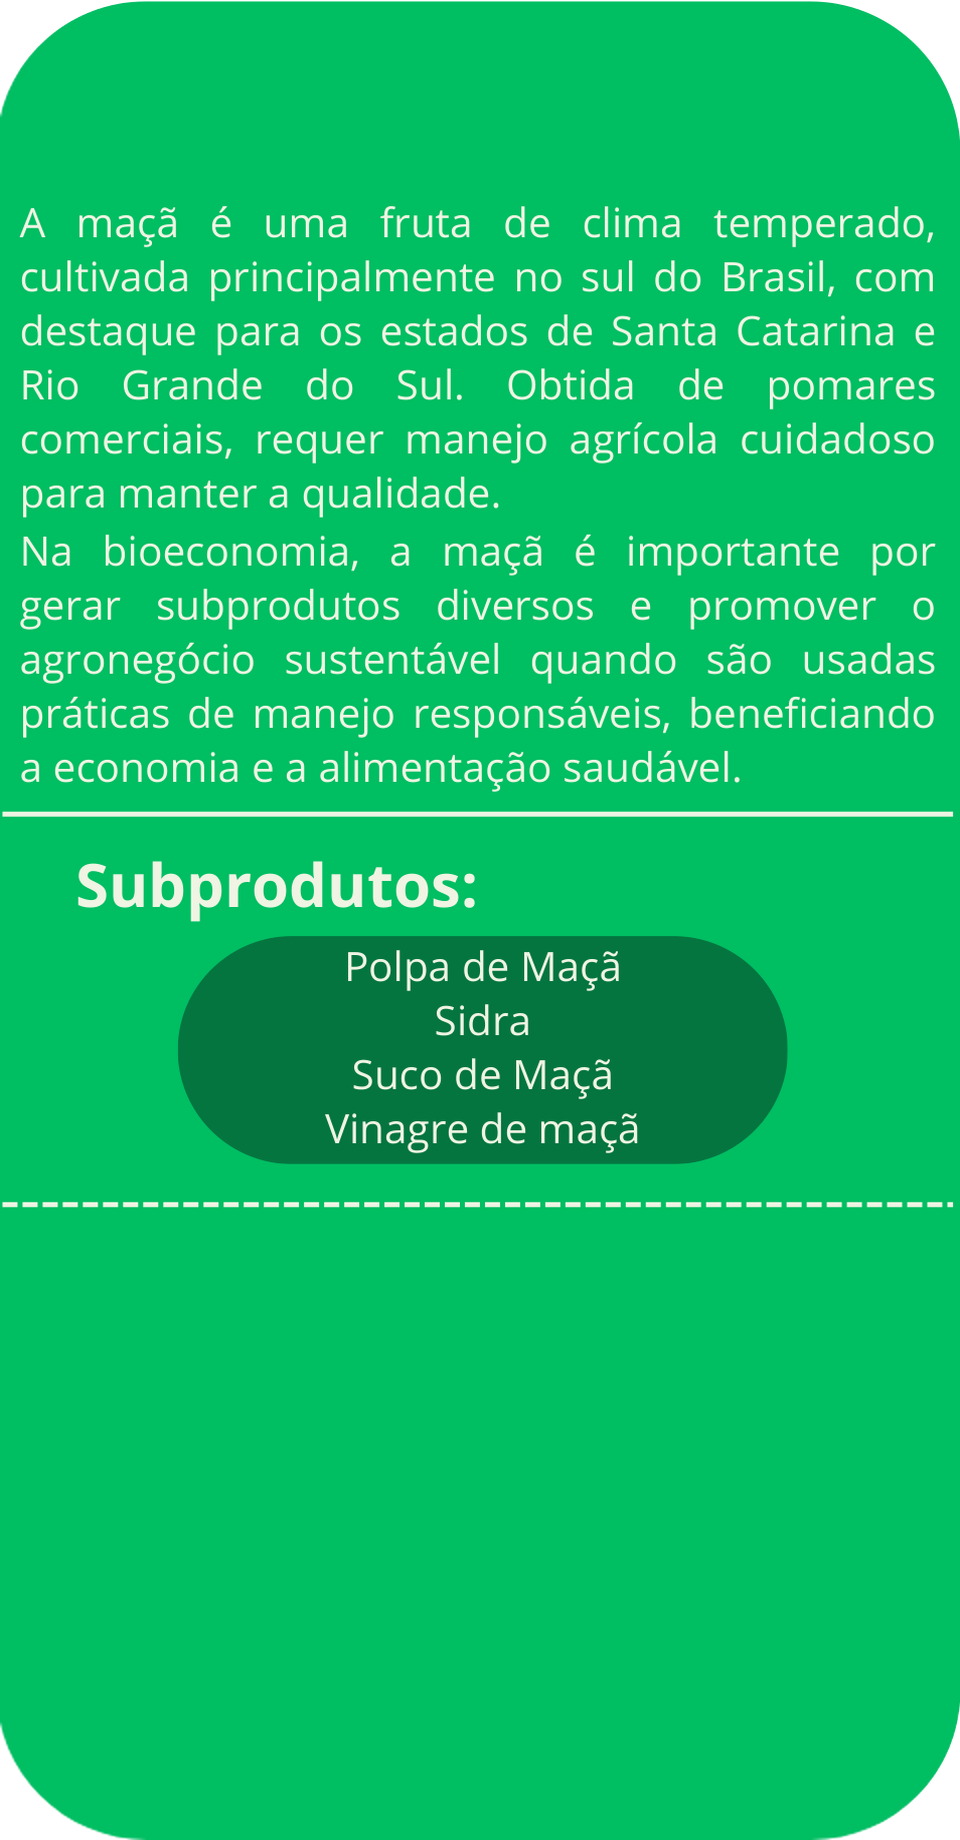 A maçã é uma fruta de clima temperado,
cultivada principalmente no sul do Brasil, com
destaque para os estados de Santa Catarina e
Rio Grande do Sul. Obtida de pomares
comerciais, requer manejo agrícola cuidadoso
para manter a qualidade.
Na bioeconomia, a maçã é importante por
gerar subprodutos diversos e promover o
agronegócio sustentável quando são usadas
práticas de manejo responsáveis, beneficiando
a economia e a alimentação saudável.
Subprodutos:
Polpa de Maçã
Sidra
Suco de Maçã
Vinagre de maçã